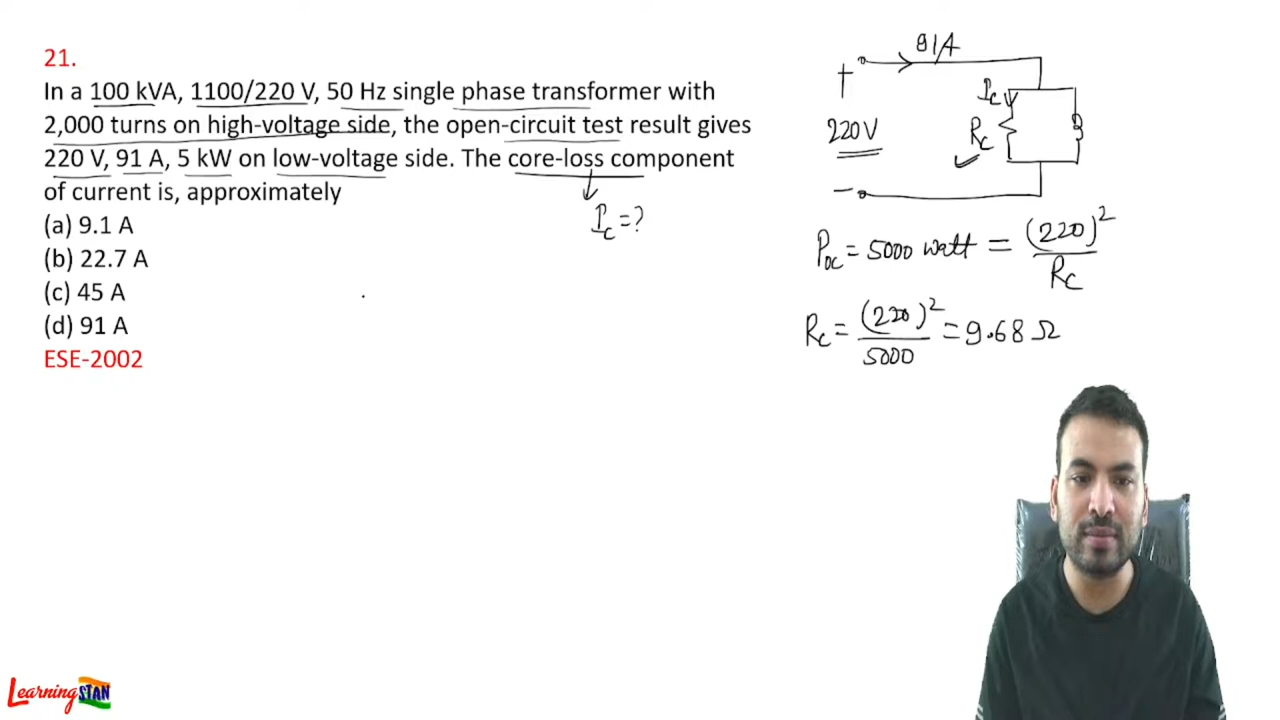 21.
In a 100 kVA, 1100/220 V, 50 Hz single phase transformer with
2,000 turns on high-voltage side, the open-circuit test result gives
220 V, 91 A, 5 kW on low-voltage side. The core-loss component
of current is, approximately
(a) 9.1 A
(b) 22.7 A
(c) 45 A
(d) 91 A
ESE-2002
I_c = ?
91A
+
I_c
220V
R_c
−
P_oc = 5000 watt = (220)² / R_c
R_c = (220)² / 5000 = 9.68 Ω
LearningSTAN